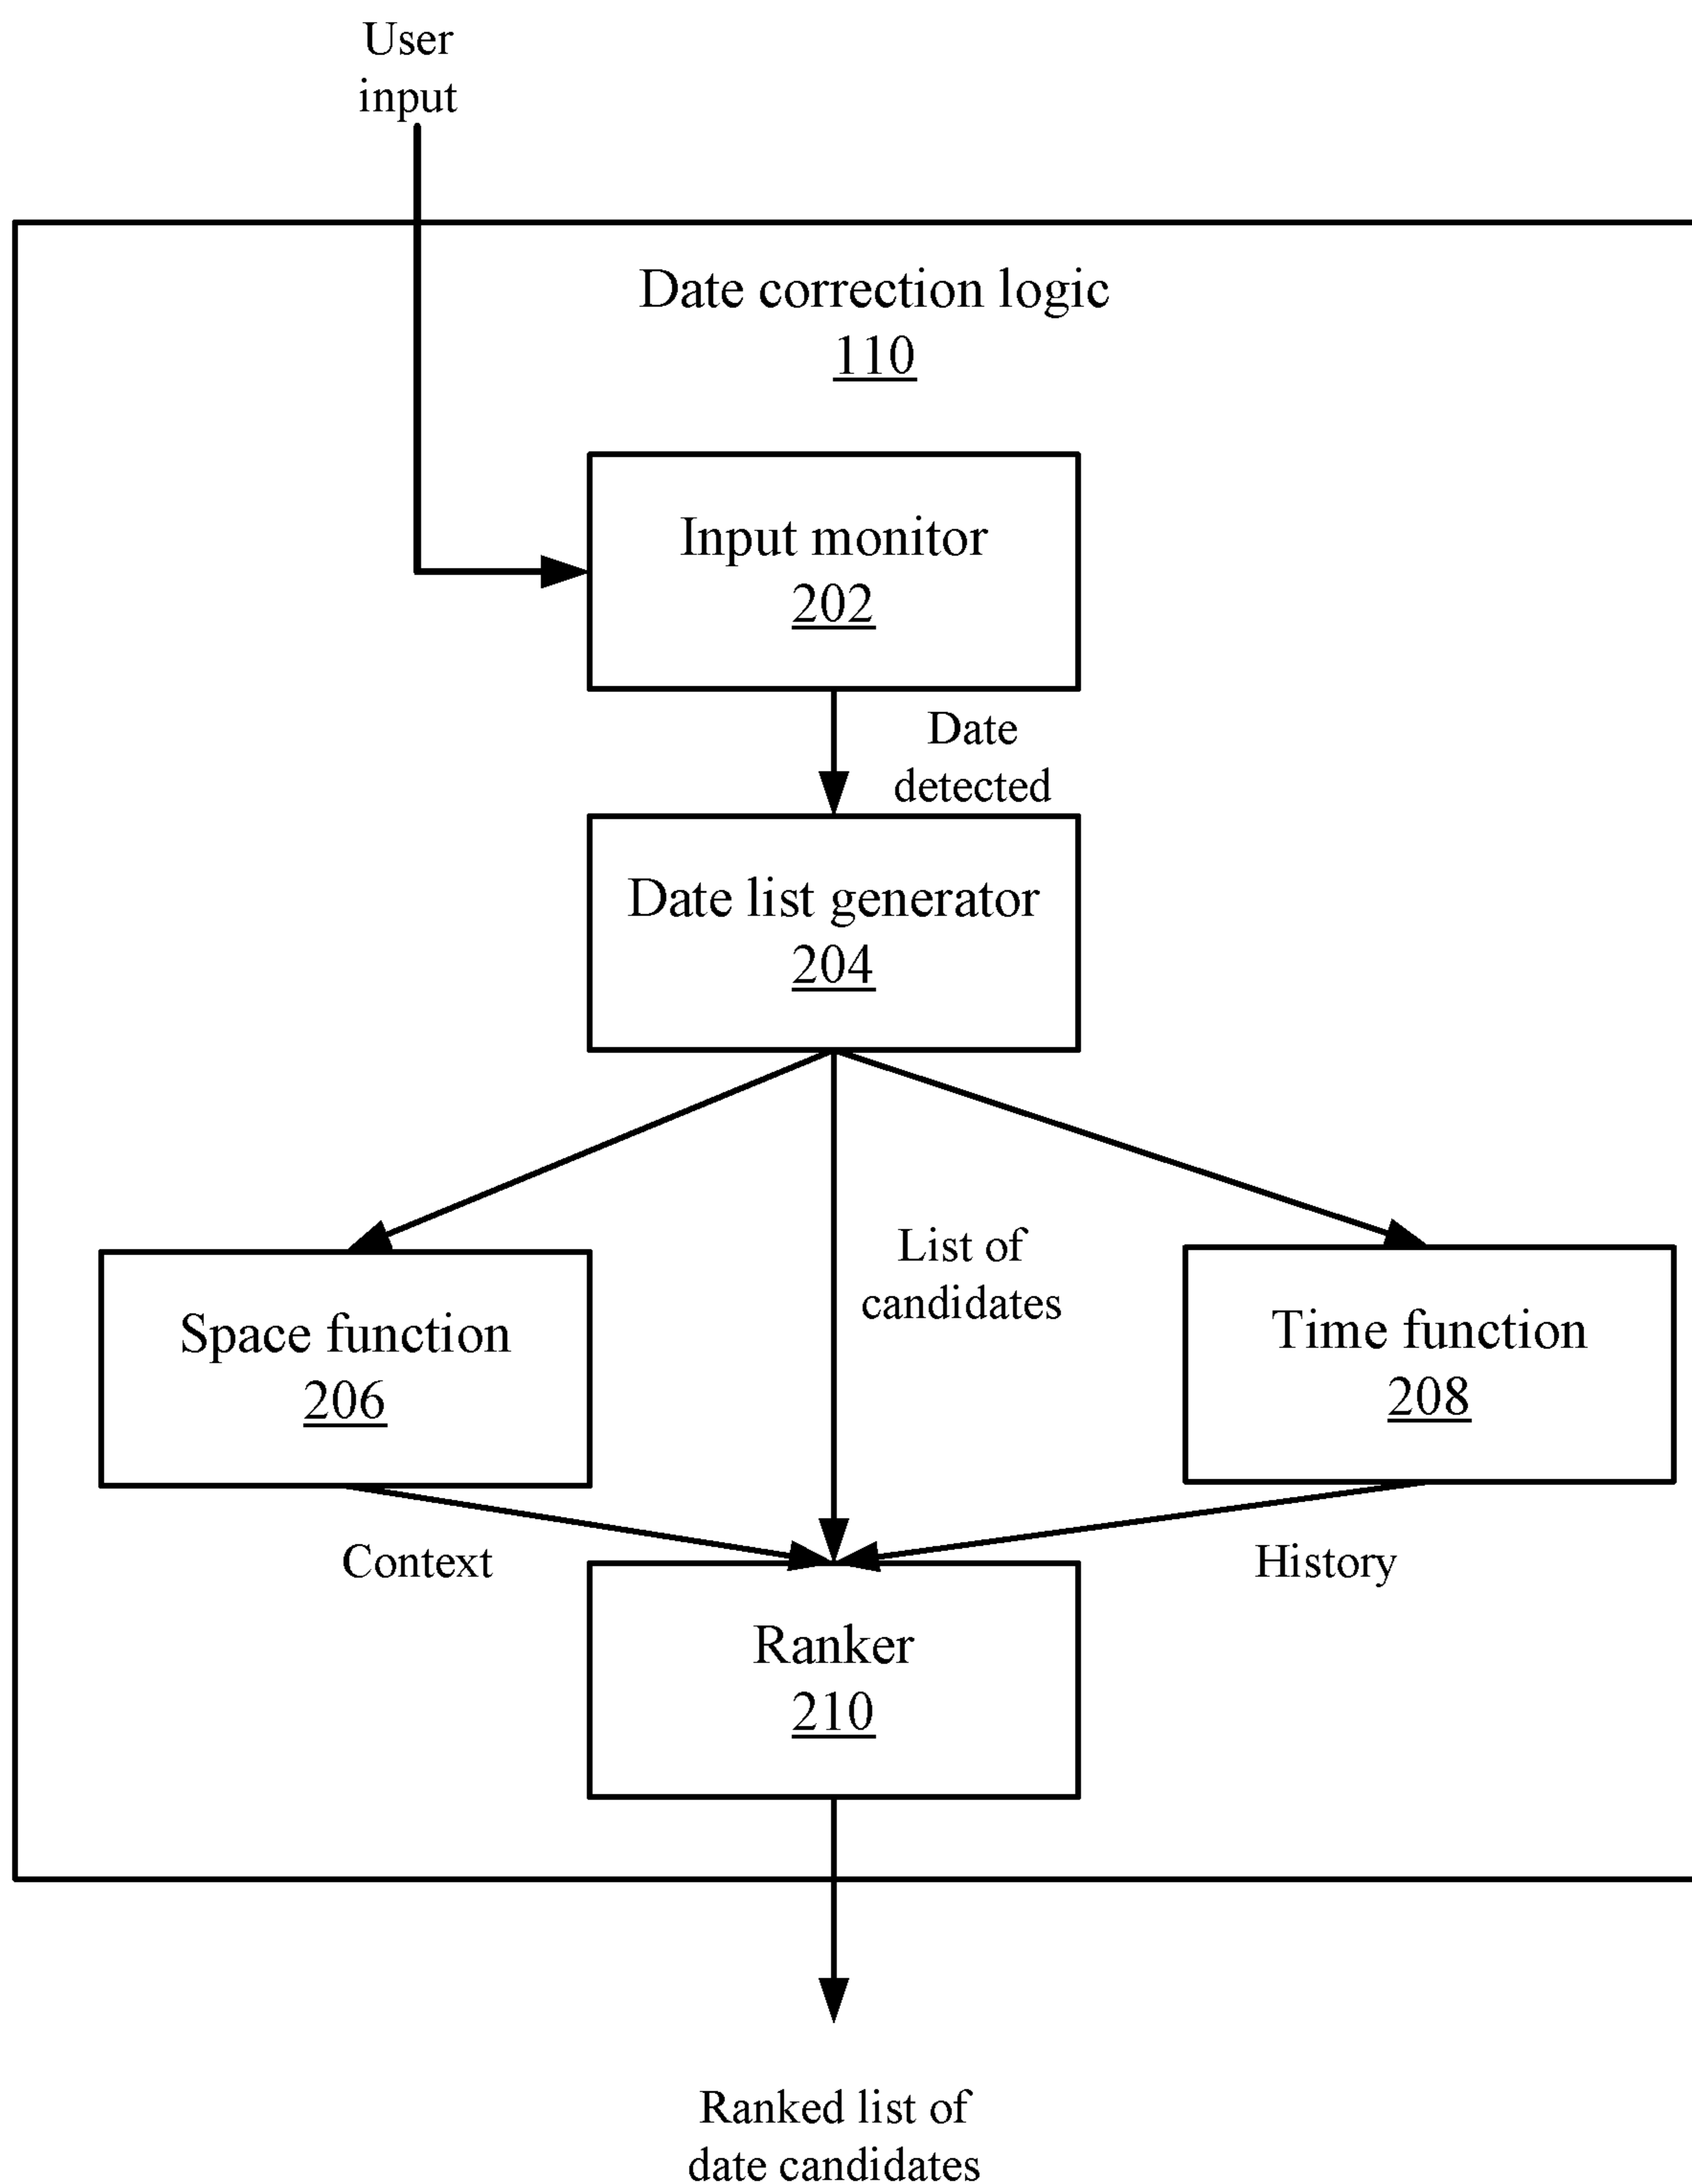 User
input
Date correction logic
110
Input monitor
202
Date
detected
Date list generator
204
List of
candidates
Space function
206
Time function
208
Context
History
Ranker
210
Ranked list of
date candidates